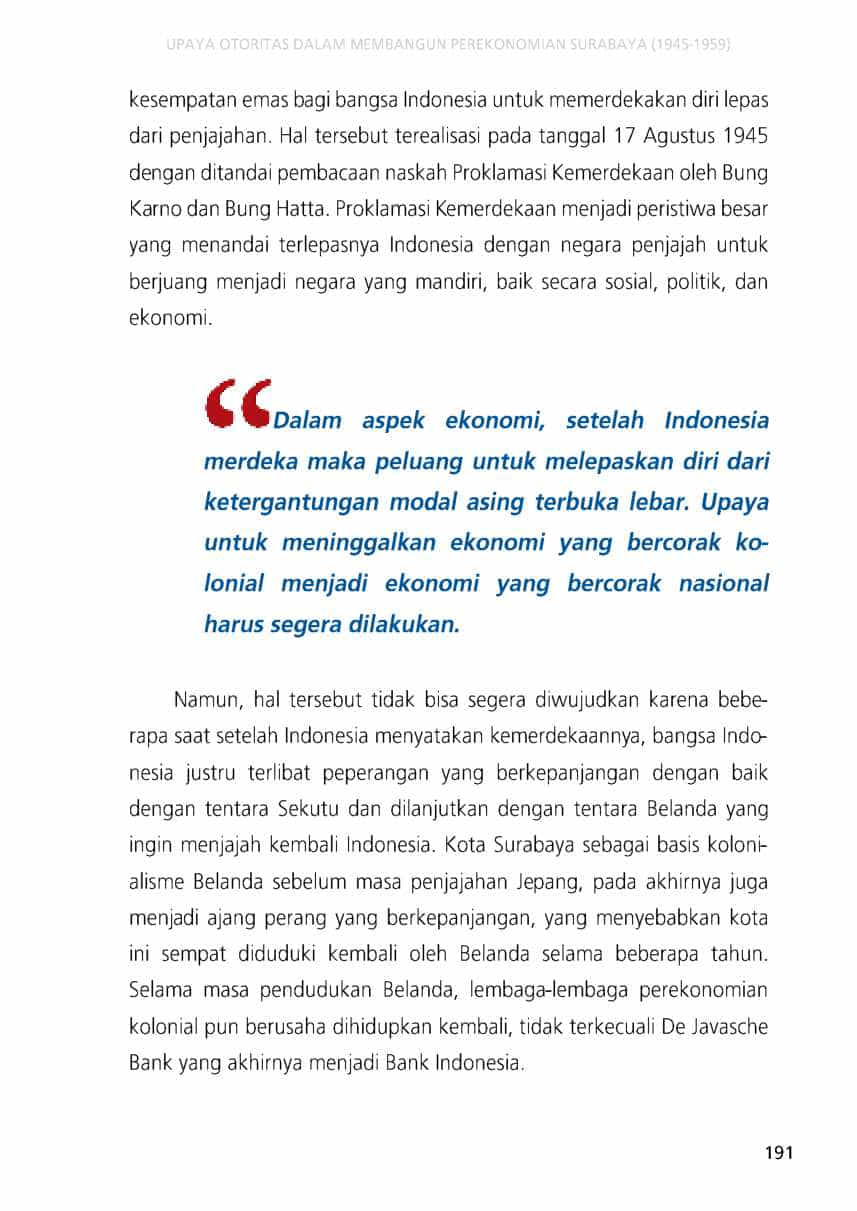 UPAYA OTORITAS DALAM MEMBANGUN PEREKONOMIAN SURABAYA (1945-1959)
kesempatan emas bagi bangsa Indonesia untuk memerdekakan diri lepas
dari penjajahan. Hal tersebut terealisasi pada tanggal 17 Agustus 1945
dengan ditandai pembacaan naskah Proklamasi Kemerdekaan oleh Bung
Karno dan Bung Hatta. Proklamasi Kemerdekaan menjadi peristiwa besar
yang menandai terlepasnya Indonesia dengan negara penjajah untuk
berjuang menjadi negara yang mandiri, baik secara sosial, politik, dan
ekonomi.
“Dalam aspek ekonomi, setelah Indonesia
merdeka maka peluang untuk melepaskan diri dari
ketergantungan modal asing terbuka lebar. Upaya
untuk meninggalkan ekonomi yang bercorak ko-
lonial menjadi ekonomi yang bercorak nasional
harus segera dilakukan.
Namun, hal tersebut tidak bisa segera diwujudkan karena bebe-
rapa saat setelah Indonesia menyatakan kemerdekaannya, bangsa Indo-
nesia justru terlibat peperangan yang berkepanjangan dengan baik
dengan tentara Sekutu dan dilanjutkan dengan tentara Belanda yang
ingin menjajah kembali Indonesia. Kota Surabaya sebagai basis koloni-
alisme Belanda sebelum masa penjajahan Jepang, pada akhirnya juga
menjadi ajang perang yang berkepanjangan, yang menyebabkan kota
ini sempat diduduki kembali oleh Belanda selama beberapa tahun.
Selama masa pendudukan Belanda, lembaga-lembaga perekonomian
kolonial pun berusaha dihidupkan kembali, tidak terkecuali De Javasche
Bank yang akhirnya menjadi Bank Indonesia.
191